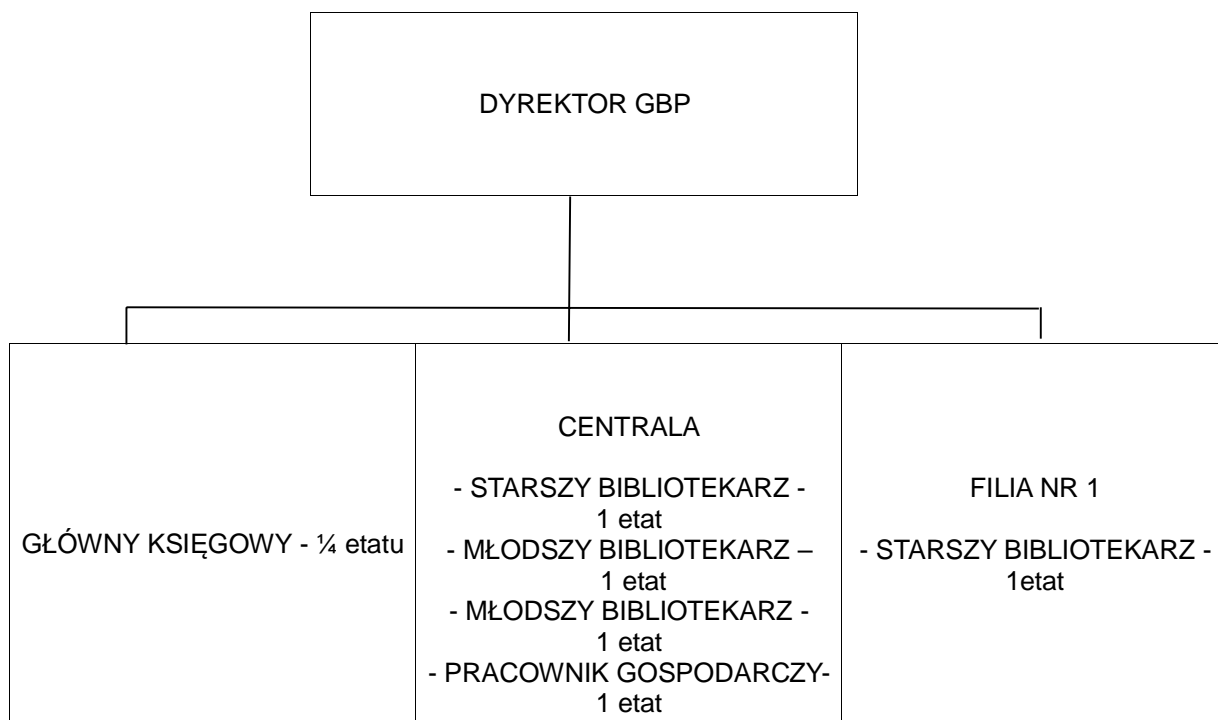 DYREKTOR GBP
GŁÓWNY KSIĘGOWY - ¼ etatu
CENTRALA
- STARSZY BIBLIOTEKARZ -
1 etat
- MŁODSZY BIBLIOTEKARZ –
1 etat
- MŁODSZY BIBLIOTEKARZ -
1 etat
- PRACOWNIK GOSPODARCZY-
1 etat
FILIA NR 1
- STARSZY BIBLIOTEKARZ -
1etat